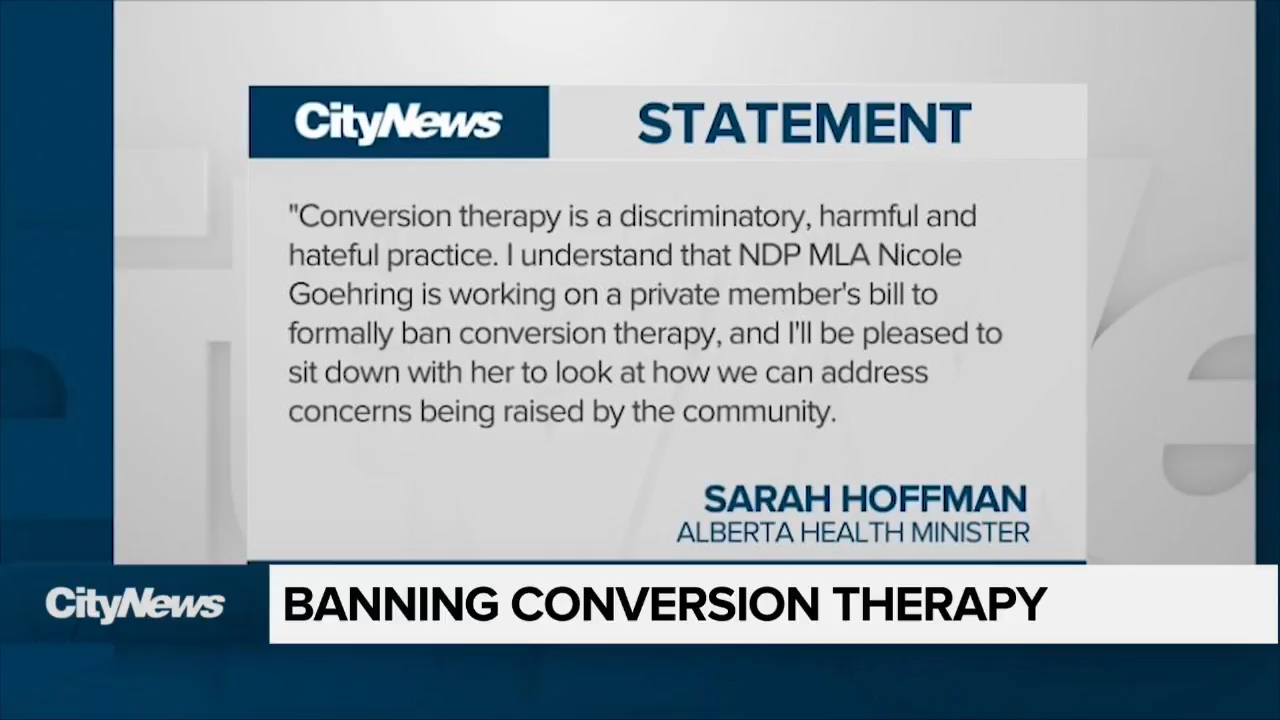 CityNews STATEMENT
"Conversion therapy is a discriminatory, harmful and
hateful practice. I understand that NDP MLA Nicole
Goehring is working on a private member's bill to
formally ban conversion therapy, and I'll be pleased to
sit down with her to look at how we can address
concerns being raised by the community.
SARAH HOFFMAN
ALBERTA HEALTH MINISTER
CityNews BANNING CONVERSION THERAPY